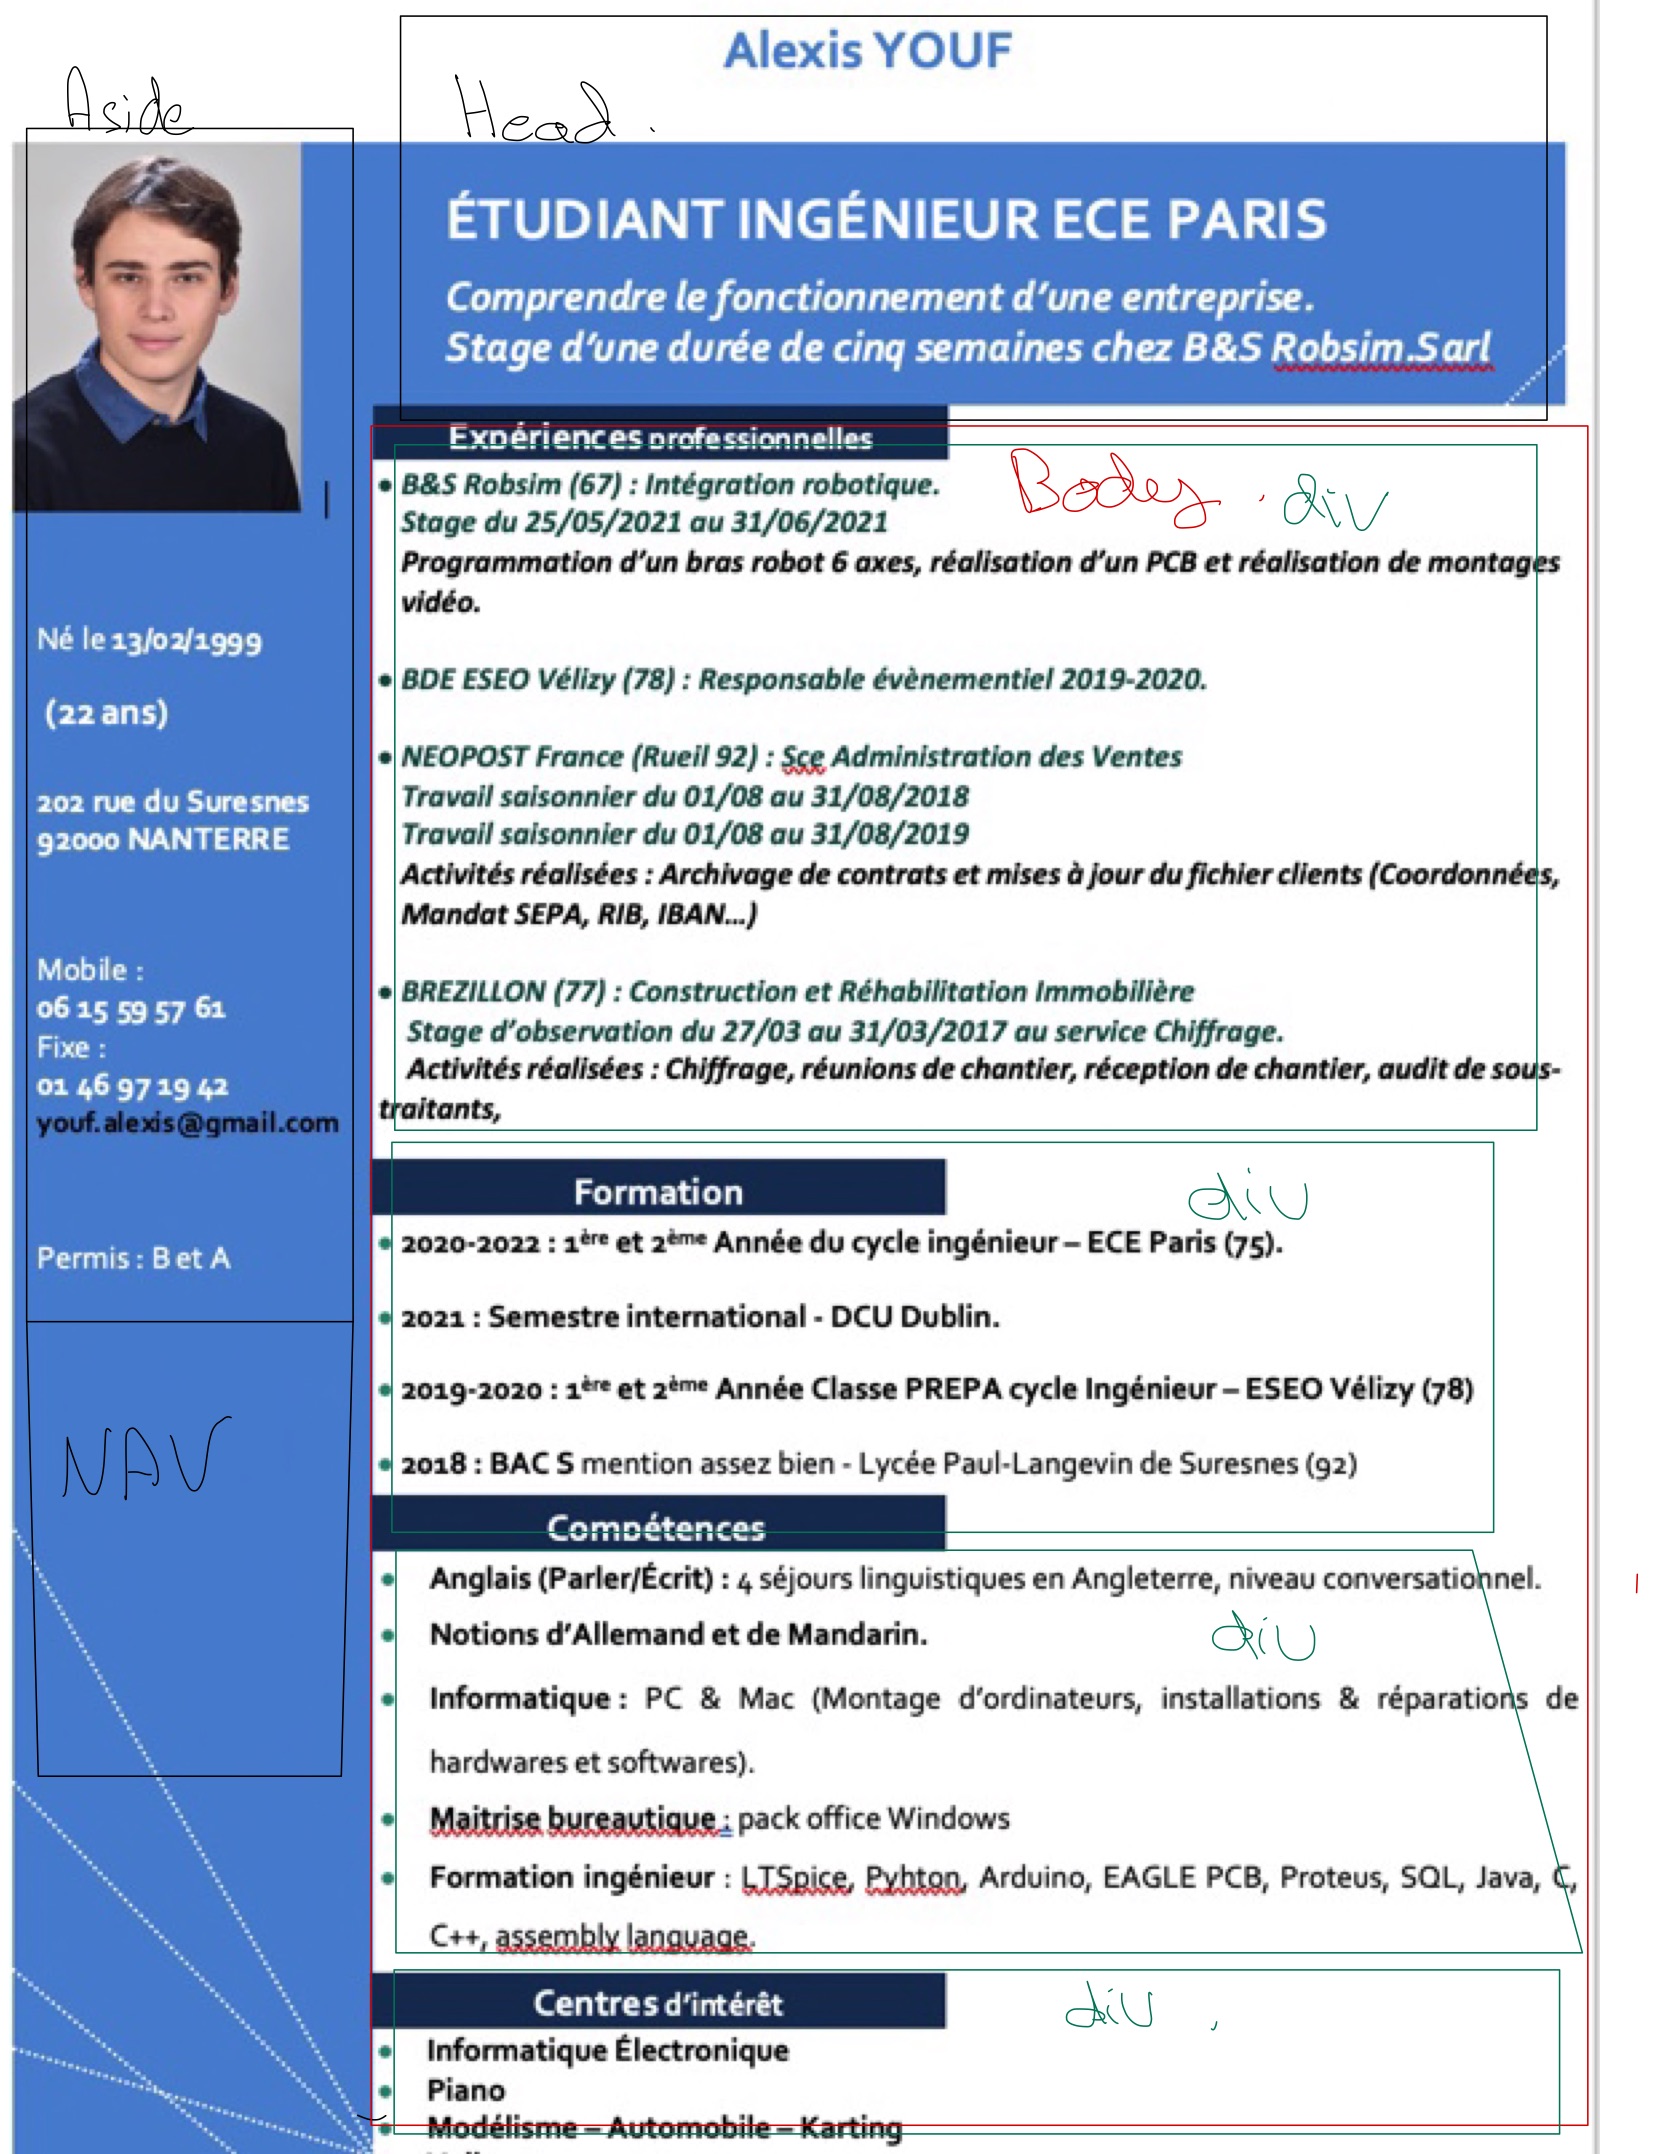 Alexis YOUF
Aside
Head.
ÉTUDIANT INGÉNIEUR ECE PARIS
Comprendre le fonctionnement d'une entreprise.
Stage d'une durée de cinq semaines chez B&S Robsim.Sarl
Né le 13/02/1999
(22 ans)
202 rue du Suresnes
92000 NANTERRE
Mobile :
06 15 59 57 61
Fixe :
01 46 97 19 42
youf.alexis@gmail.com
Permis : B et A
NAV
Expériences professionnelles
Body . div
• B&S Robsim (67) : Intégration robotique.
Stage du 25/05/2021 au 31/06/2021
Programmation d'un bras robot 6 axes, réalisation d'un PCB et réalisation de montages
vidéo.
• BDE ESEO Vélizy (78) : Responsable évènementiel 2019-2020.
• NEOPOST France (Rueil 92) : Sce Administration des Ventes
Travail saisonnier du 01/08 au 31/08/2018
Travail saisonnier du 01/08 au 31/08/2019
Activités réalisées : Archivage de contrats et mises à jour du fichier clients (Coordonnées,
Mandat SEPA, RIB, IBAN...)
• BREZILLON (77) : Construction et Réhabilitation Immobilière
Stage d'observation du 27/03 au 31/03/2017 au service Chiffrage.
Activités réalisées : Chiffrage, réunions de chantier, réception de chantier, audit de sous-
traitants,
Formation
div
• 2020-2022 : 1ère et 2ème Année du cycle ingénieur – ECE Paris (75).
• 2021 : Semestre international - DCU Dublin.
• 2019-2020 : 1ère et 2ème Année Classe PREPA cycle Ingénieur – ESEO Vélizy (78)
• 2018 : BAC S mention assez bien - Lycée Paul-Langevin de Suresnes (92)
Compétences
• Anglais (Parler/Écrit) : 4 séjours linguistiques en Angleterre, niveau conversationnel.
• Notions d'Allemand et de Mandarin.
div
• Informatique : PC & Mac (Montage d'ordinateurs, installations & réparations de
hardwares et softwares).
• Maitrise bureautique : pack office Windows
• Formation ingénieur : LTSpice, Pyhton, Arduino, EAGLE PCB, Proteus, SQL, Java, C,
C++, assembly language.
Centres d'intérêt
div .
• Informatique Électronique
• Piano
• Modélisme – Automobile – Karting